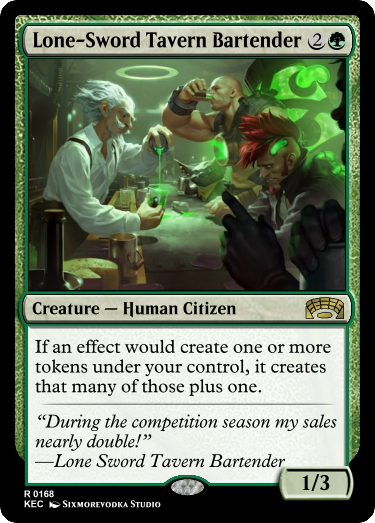 Lone-Sword Tavern Bartender 2
Creature — Human Citizen
If an effect would create one or more
tokens under your control, it creates
that many of those plus one.
“During the competition season my sales
nearly double!”
—Lone Sword Tavern Bartender
1/3
R 0168
KEC Sixmorevodka Studio